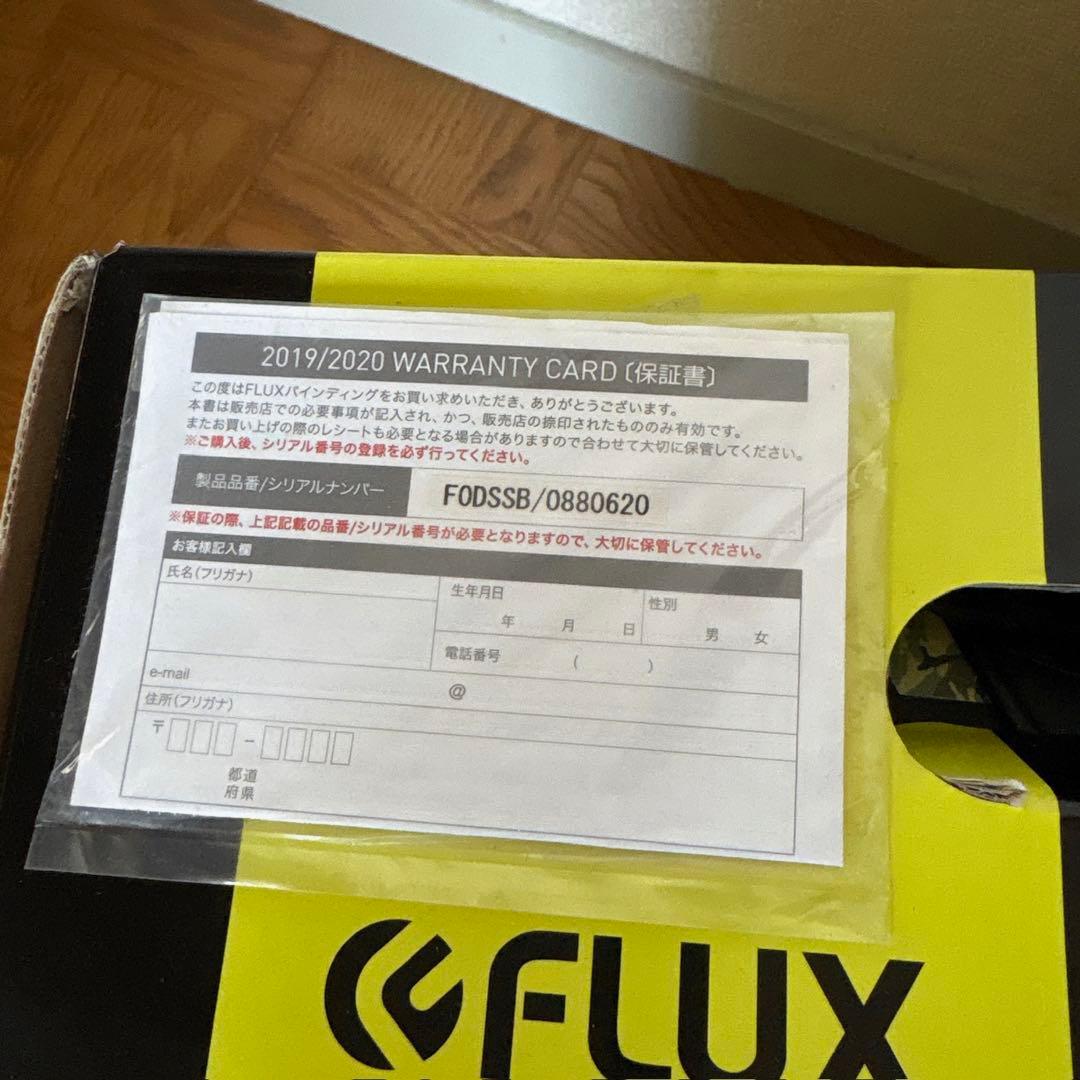 2019/2020 WARRANTY CARD〔保証書〕
この度はFLUXバインディングをお買い求めいただき、ありがとうございます。
本書は販売店での必要事項が記入され、かつ、販売店の捺印されたもののみ有効です。
またお買い上げの際のレシートも必要となる場合がありますので合わせて大切に保管してください。
※ご購入後、シリアル番号の登録を必ず行ってください。
製品品番/シリアルナンバー F0DSSB/0880620
※保証の際、上記記載の品番/シリアル番号が必要となりますので、大切に保管してください。
お客様記入欄
氏名(フリガナ) 生年月日 年 月 日 性別 男 女
電話番号 ( )
e-mail @
住所(フリガナ)
〒 -
都道
府県
FLUX